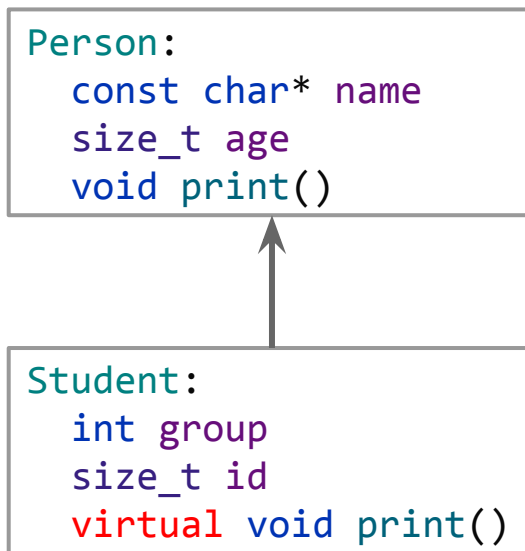 Person:
const char* name
size_t age
void print()
Student:
int group
size_t id
virtual void print()